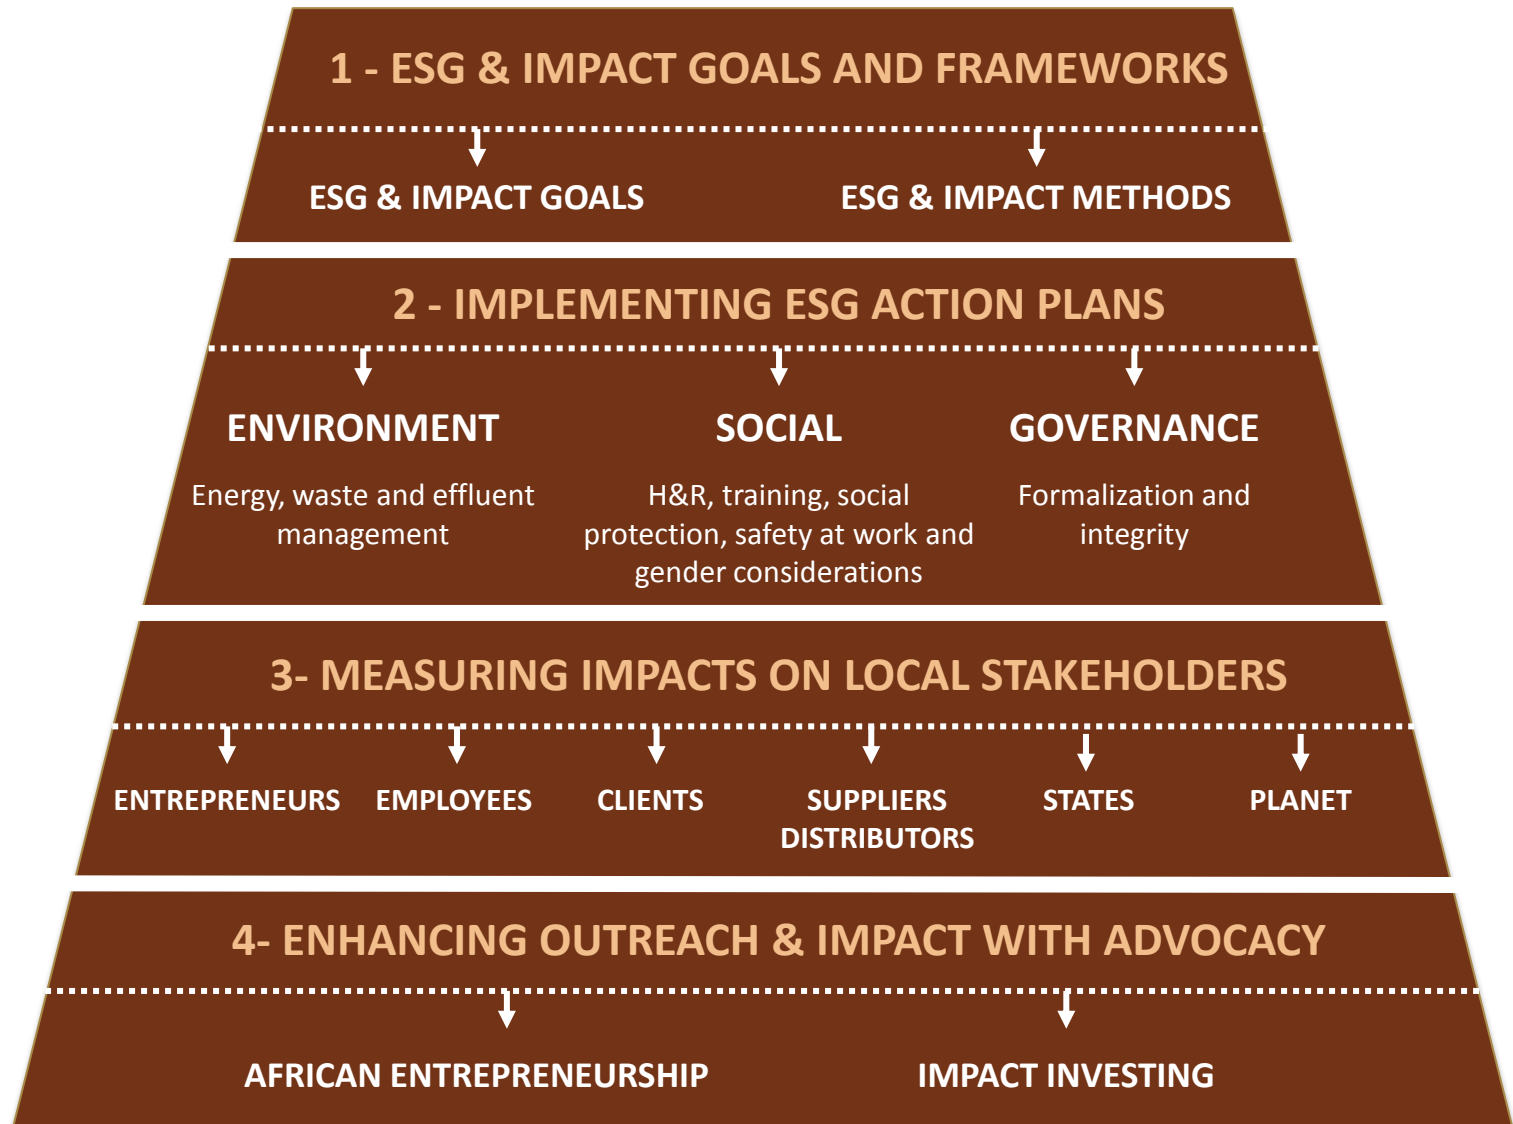 1 - ESG & IMPACT GOALS AND FRAMEWORKS
ESG & IMPACT GOALS
ESG & IMPACT METHODS
2 - IMPLEMENTING ESG ACTION PLANS
ENVIRONMENT
Energy, waste and effluent
management
SOCIAL
H&R, training, social
protection, safety at work and
gender considerations
GOVERNANCE
Formalization and
integrity
3- MEASURING IMPACTS ON LOCAL STAKEHOLDERS
ENTREPRENEURS
EMPLOYEES
CLIENTS
SUPPLIERS
DISTRIBUTORS
STATES
PLANET
4- ENHANCING OUTREACH & IMPACT WITH ADVOCACY
AFRICAN ENTREPRENEURSHIP
IMPACT INVESTING